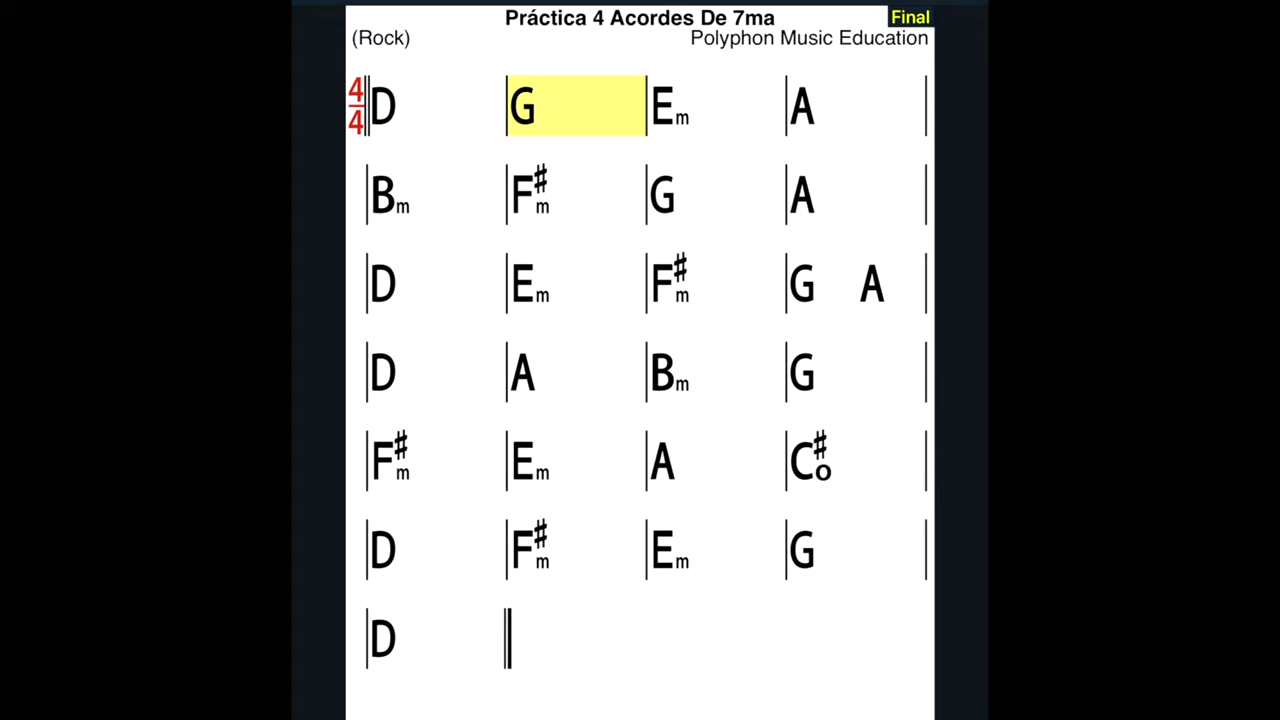 Práctica 4 Acordes De 7ma
Final
(Rock)
Polyphon Music Education
4/4 D G Em A
Bm F♯m G A
D Em F♯m G A
D A Bm G
F♯m Em A C♯o
D F♯m Em G
D